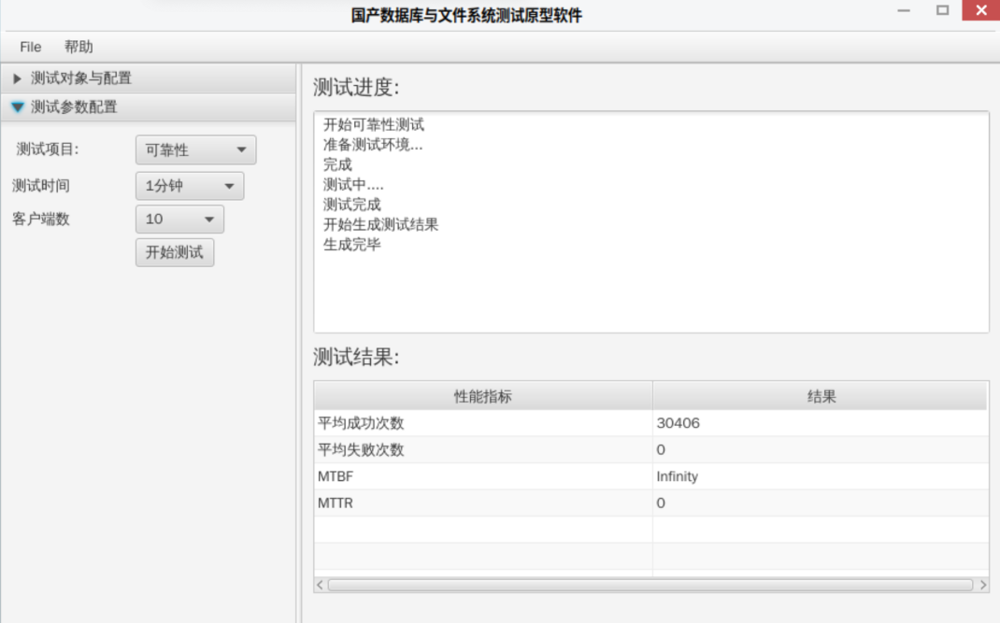 国产数据库与文件系统测试原型软件
File 帮助
测试对象与配置
测试参数配置
测试项目: 可靠性
测试时间 1分钟
客户端数 10
开始测试
测试进度:
开始可靠性测试
准备测试环境...
完成
测试中....
测试完成
开始生成测试结果
生成完毕
测试结果:
性能指标 结果
平均成功次数 30406
平均失败次数 0
MTBF Infinity
MTTR 0